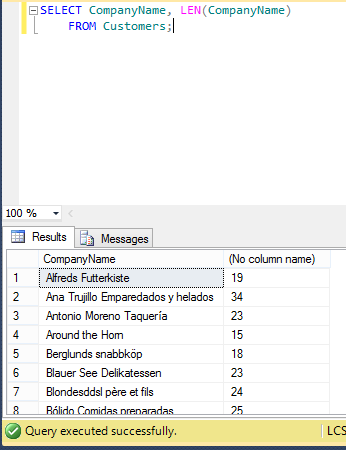 SELECT CompanyName, LEN(CompanyName)
FROM Customers;
100 %
Results Messages
CompanyName (No column name)
1 Alfreds Futterkiste 19
2 Ana Trujillo Emparedados y helados 34
3 Antonio Moreno Taquería 23
4 Around the Horn 15
5 Berglunds snabbköp 18
6 Blauer See Delikatessen 23
7 Blondesddsl père et fils 24
8 Bólido Comidas preparadas 25
Query executed successfully. LCS